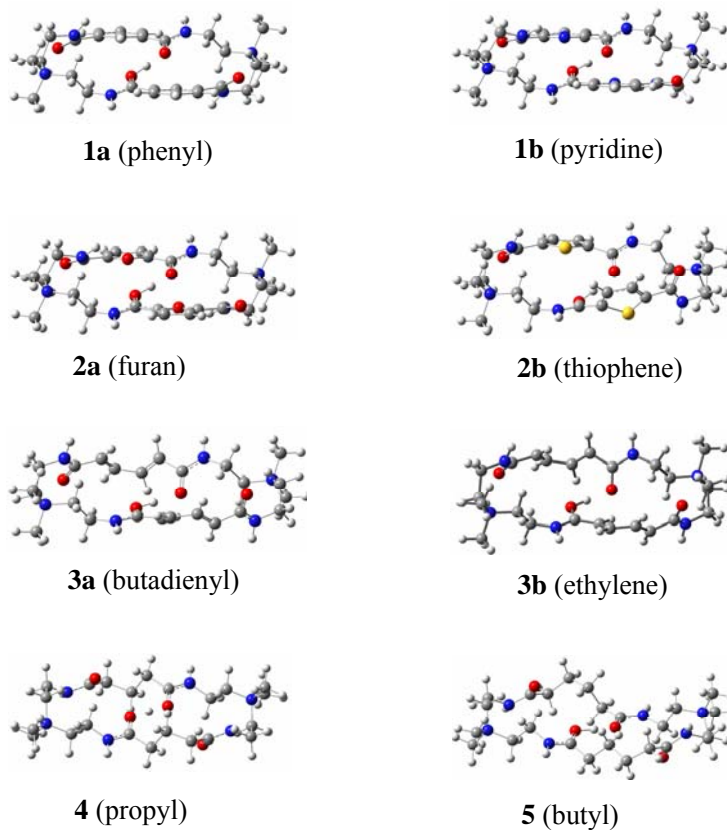 1a (phenyl)
1b (pyridine)
2a (furan)
2b (thiophene)
3a (butadienyl)
3b (ethylene)
4 (propyl)
5 (butyl)